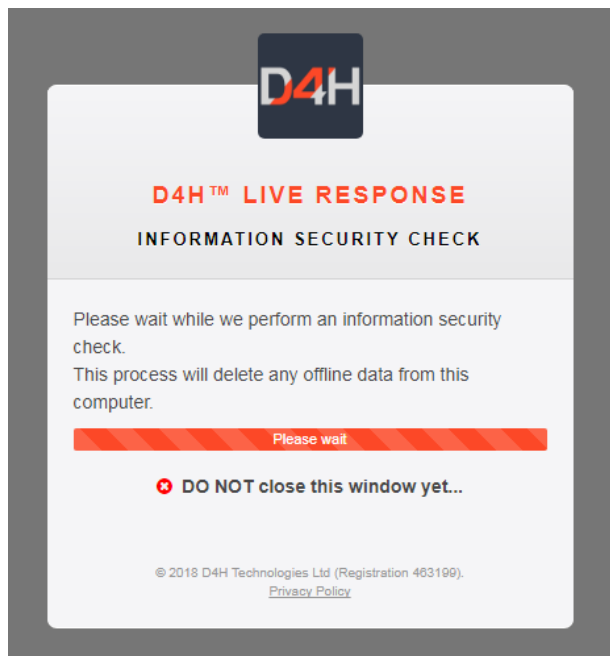 D4H
D4H™ LIVE RESPONSE
INFORMATION SECURITY CHECK
Please wait while we perform an information security
check.
This process will delete any offline data from this
computer.
Please wait
DO NOT close this window yet...
© 2018 D4H Technologies Ltd (Registration 463199).
Privacy Policy